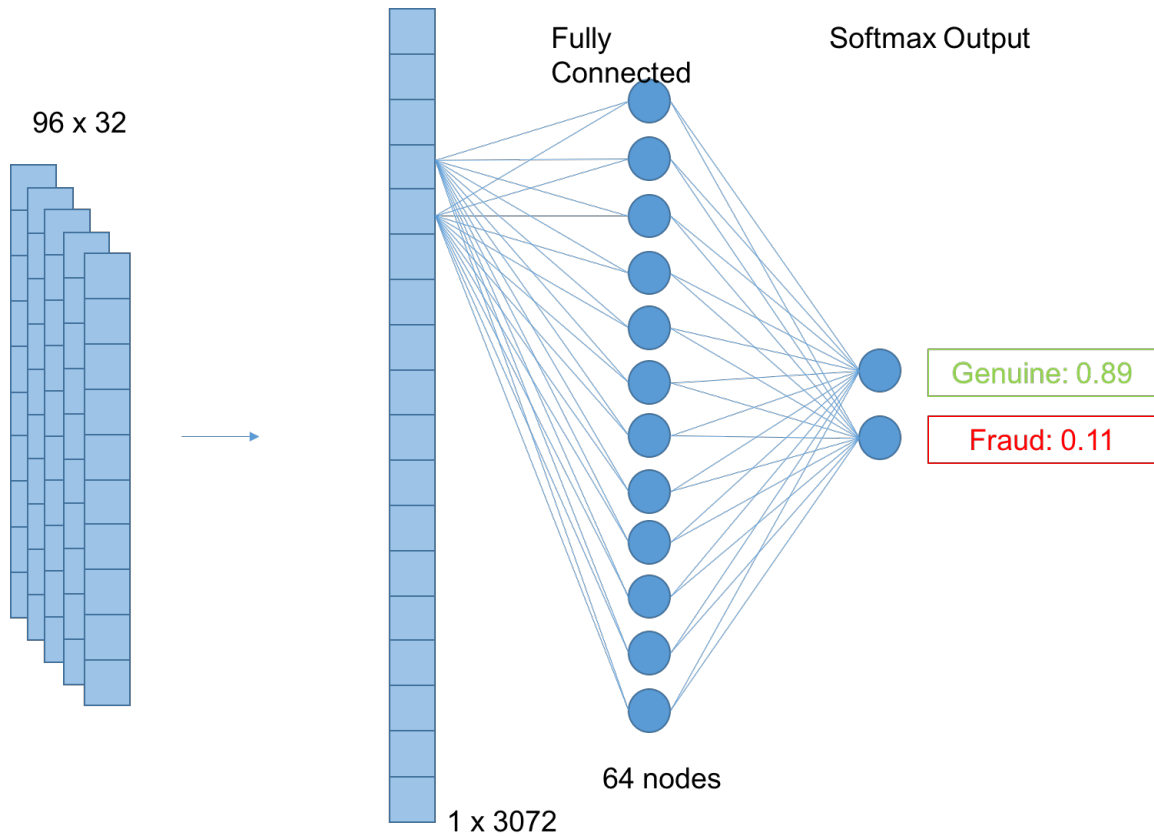 96 x 32
Fully
Connected
Softmax Output
Genuine: 0.89
Fraud: 0.11
64 nodes
1 x 3072